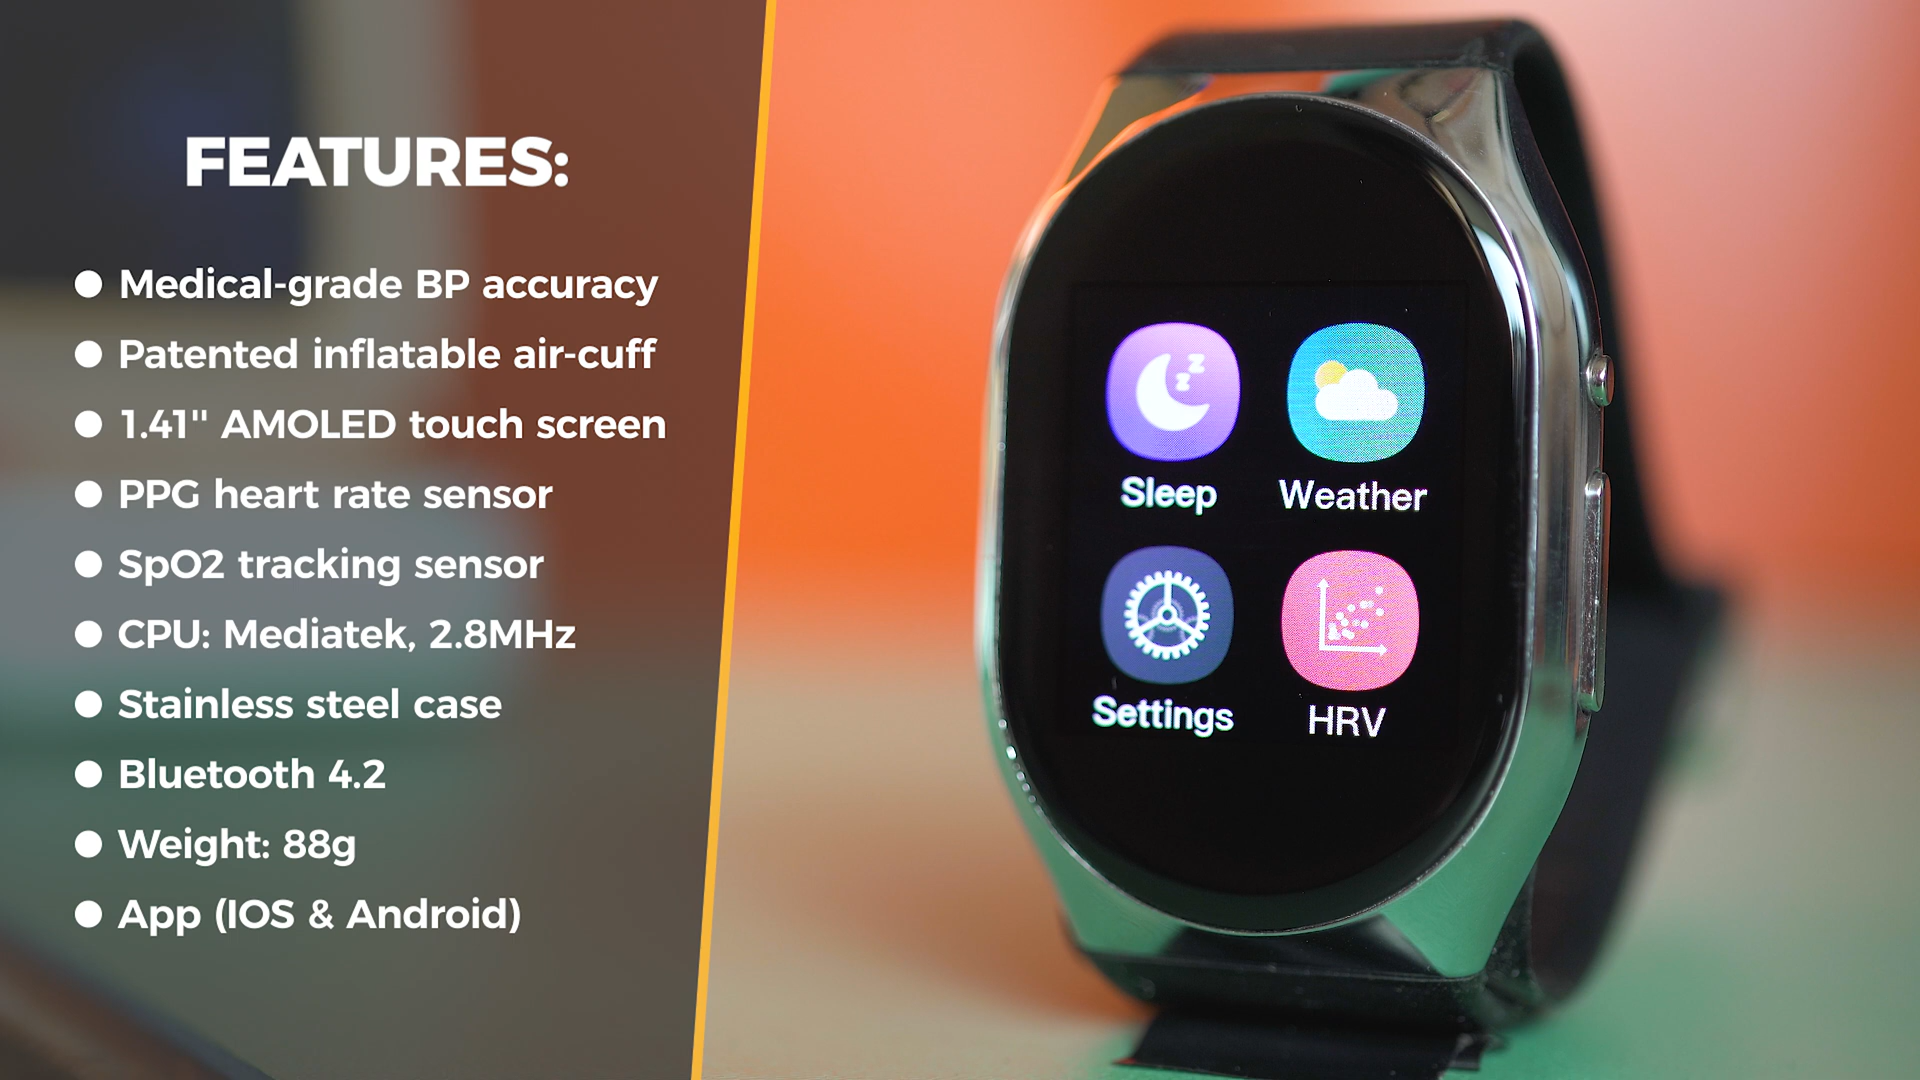 FEATURES:
● Medical-grade BP accuracy
● Patented inflatable air-cuff
● 1.41" AMOLED touch screen
● PPG heart rate sensor
● SpO2 tracking sensor
● CPU: Mediatek, 2.8MHz
● Stainless steel case
● Bluetooth 4.2
● Weight: 88g
● App (IOS & Android)
Sleep
Weather
Settings
HRV